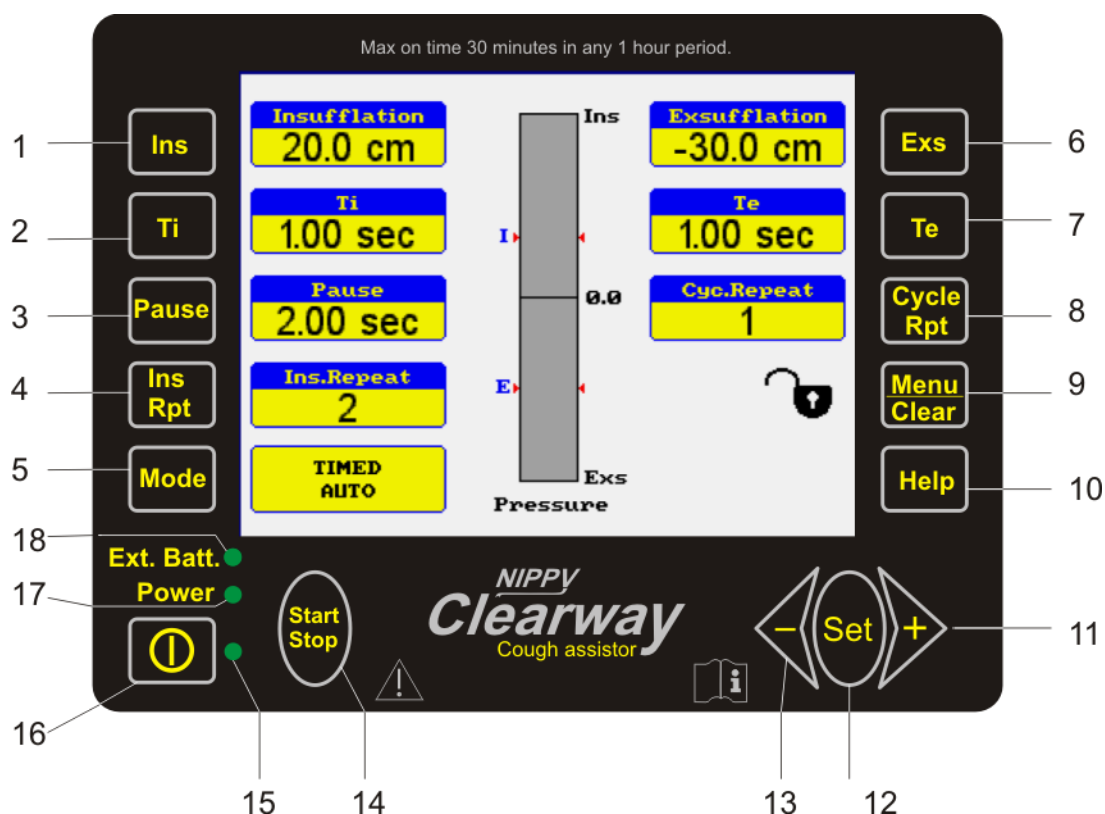 Max on time 30 minutes in any 1 hour period.
1
Ins
Insufflation
20.0 cm
Ins
Exsufflation
-30.0 cm
Exs
6
2
Ti
Ti
1.00 sec
I
Te
1.00 sec
Te
7
3
Pause
Pause
2.00 sec
0.0
Cyc.Repeat
1
Cycle
Rpt
8
4
Ins
Rpt
Ins.Repeat
2
E
Menu
Clear
9
5
Mode
TIMED
AUTO
Exs
Pressure
Help
10
18
Ext. Batt.
17
Power
16
Start
Stop
NIPPY
Clearway
Cough assistor
i
–
Set
+
11
15
14
13
12